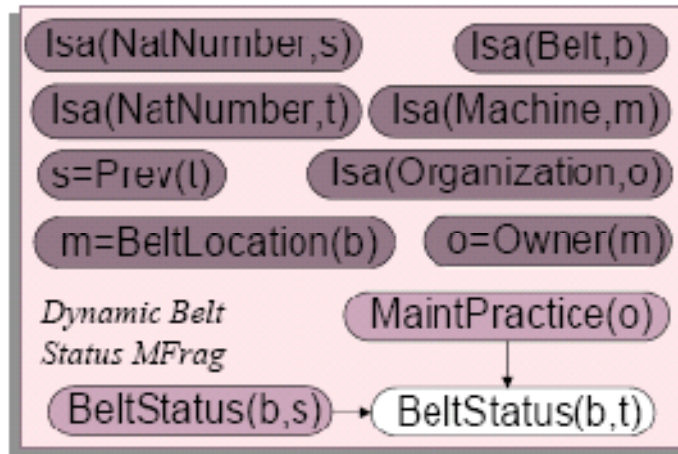 Isa(NatNumber,s) Isa(Belt,b)
Isa(NatNumber,t) Isa(Machine,m)
s=Prev(t) Isa(Organization,o)
m=BeltLocation(b) o=Owner(m)
Dynamic Belt
Status MFrag
MaintPractice(o)
BeltStatus(b,s) BeltStatus(b,t)